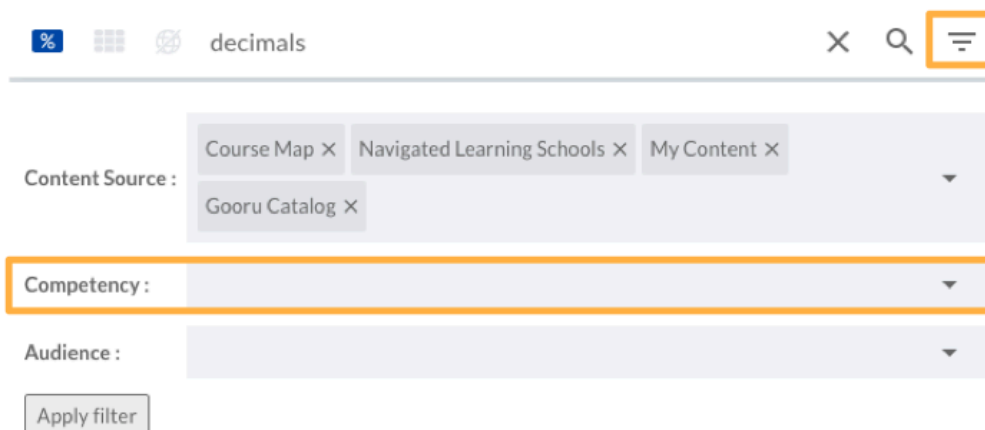 % decimals
Course Map × Navigated Learning Schools × My Content ×
Content Source :
Gooru Catalog ×
Competency :
Audience :
Apply filter